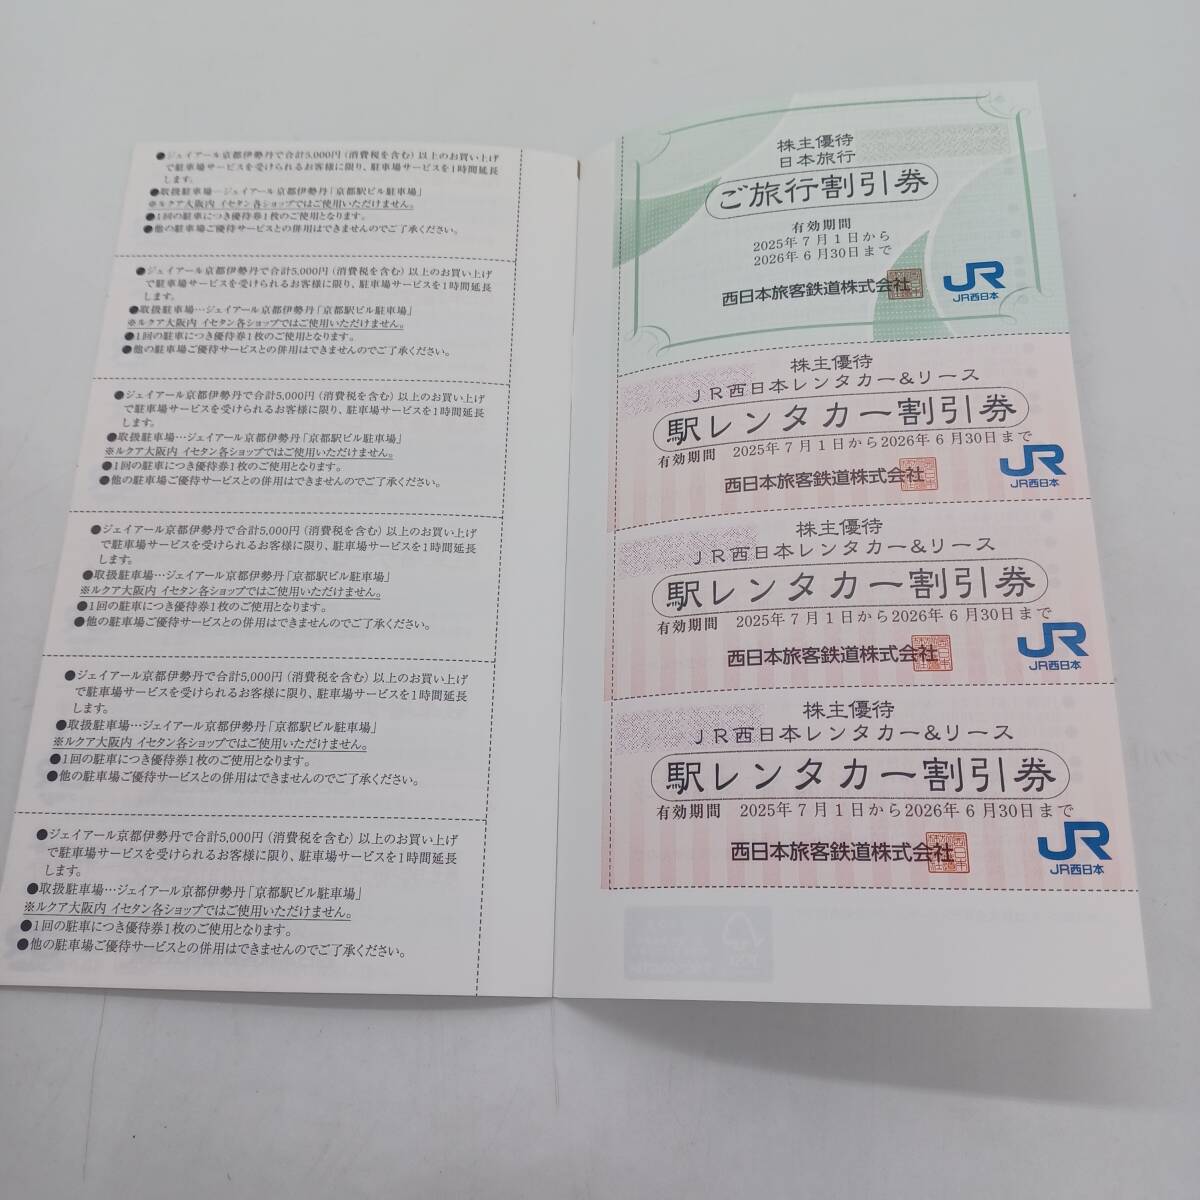 ●ジェイアール京都伊勢丹で合計5,000円（消費税を含む）以上のお買い上げ
で駐車場サービスを受けられるお客様に限り、駐車場サービスを1時間延長
します。
●取扱駐車場…ジェイアール京都伊勢丹「京都駅ビル駐車場」
※ルクア大阪内 イセタン各ショップではご使用いただけません。
●1回の駐車につき優待券1枚のご使用となります。
●他の駐車場ご優待サービスとの併用はできませんのでご了承ください。
●ジェイアール京都伊勢丹で合計5,000円（消費税を含む）以上のお買い上げ
で駐車場サービスを受けられるお客様に限り、駐車場サービスを1時間延長
します。
●取扱駐車場…ジェイアール京都伊勢丹「京都駅ビル駐車場」
※ルクア大阪内 イセタン各ショップではご使用いただけません。
●1回の駐車につき優待券1枚のご使用となります。
●他の駐車場ご優待サービスとの併用はできませんのでご了承ください。
●ジェイアール京都伊勢丹で合計5,000円（消費税を含む）以上のお買い上げ
で駐車場サービスを受けられるお客様に限り、駐車場サービスを1時間延長
します。
●取扱駐車場…ジェイアール京都伊勢丹「京都駅ビル駐車場」
※ルクア大阪内 イセタン各ショップではご使用いただけません。
●1回の駐車につき優待券1枚のご使用となります。
●他の駐車場ご優待サービスとの併用はできませんのでご了承ください。
●ジェイアール京都伊勢丹で合計5,000円（消費税を含む）以上のお買い上げ
で駐車場サービスを受けられるお客様に限り、駐車場サービスを1時間延長
します。
●取扱駐車場…ジェイアール京都伊勢丹「京都駅ビル駐車場」
※ルクア大阪内 イセタン各ショップではご使用いただけません。
●1回の駐車につき優待券1枚のご使用となります。
●他の駐車場ご優待サービスとの併用はできませんのでご了承ください。
●ジェイアール京都伊勢丹で合計5,000円（消費税を含む）以上のお買い上げ
で駐車場サービスを受けられるお客様に限り、駐車場サービスを1時間延長
します。
●取扱駐車場…ジェイアール京都伊勢丹「京都駅ビル駐車場」
※ルクア大阪内 イセタン各ショップではご使用いただけません。
●1回の駐車につき優待券1枚のご使用となります。
●他の駐車場ご優待サービスとの併用はできませんのでご了承ください。
●ジェイアール京都伊勢丹で合計5,000円（消費税を含む）以上のお買い上げ
で駐車場サービスを受けられるお客様に限り、駐車場サービスを1時間延長
します。
●取扱駐車場…ジェイアール京都伊勢丹「京都駅ビル駐車場」
※ルクア大阪内 イセタン各ショップではご使用いただけません。
●1回の駐車につき優待券1枚のご使用となります。
●他の駐車場ご優待サービスとの併用はできませんのでご了承ください。
株主優待
日本旅行
ご旅行割引券
有効期間
2025年7月1日から
2026年6月30日まで
西日本旅客鉄道株式会社
JR
JR西日本
株主優待
JR西日本レンタカー&リース
駅レンタカー割引券
有効期間 2025年7月1日から2026年6月30日まで
西日本旅客鉄道株式会社
JR
JR西日本
株主優待
JR西日本レンタカー&リース
駅レンタカー割引券
有効期間 2025年7月1日から2026年6月30日まで
西日本旅客鉄道株式会社
JR
JR西日本
株主優待
JR西日本レンタカー&リース
駅レンタカー割引券
有効期間 2025年7月1日から2026年6月30日まで
西日本旅客鉄道株式会社
JR
JR西日本